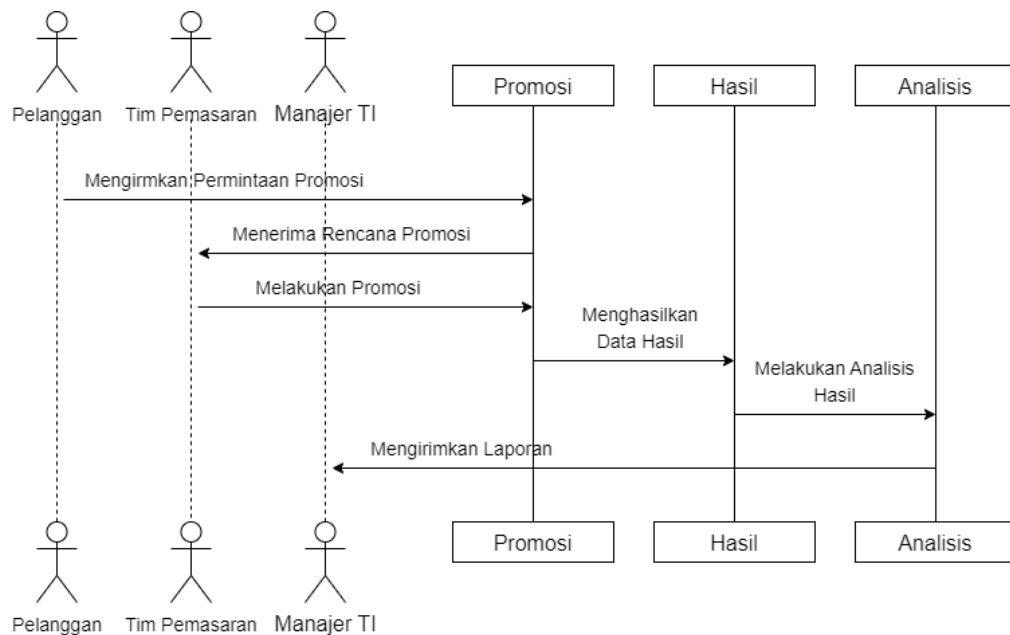 Pelanggan
Tim Pemasaran
Manajer TI
Promosi
Hasil
Analisis
Mengirmkan Permintaan Promosi
Menerima Rencana Promosi
Melakukan Promosi
Menghasilkan
Data Hasil
Melakukan Analisis
Hasil
Mengirimkan Laporan
Promosi
Hasil
Analisis
Pelanggan
Tim Pemasaran
Manajer TI